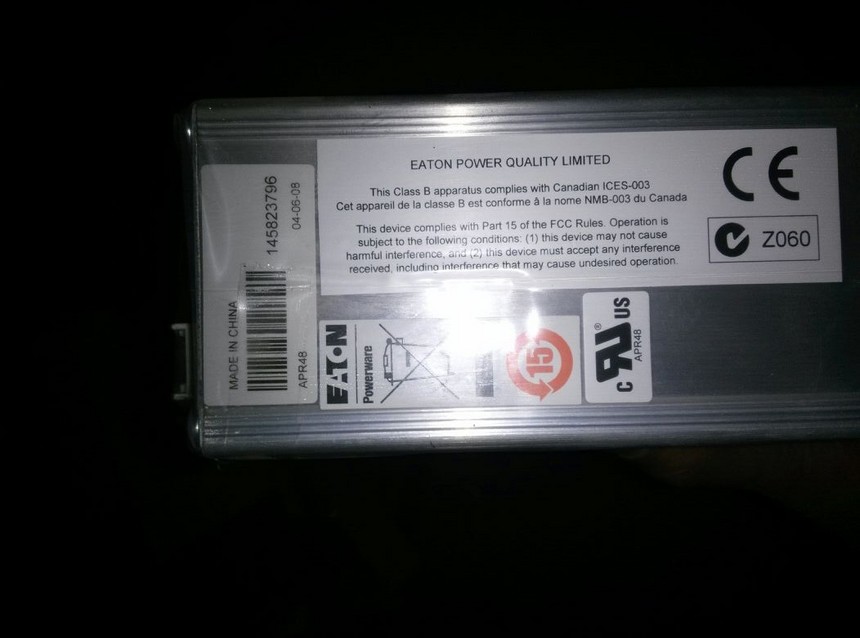 EATON POWER QUALITY LIMITED
This Class B apparatus complies with Canadian ICES-003
Cet appareil de la classe B est conforme à la nome NMB-003 du Canada
This device complies with Part 15 of the FCC Rules. Operation is
subject to the following conditions: (1) this device may not cause
harmful interference, and (2) this device must accept any interference
received, including interference that may cause undesired operation.
CE
Z060
145823796
04-06-08
MADE IN CHINA
APR48
EATON
Powerware
15
c RU ® US
APR48